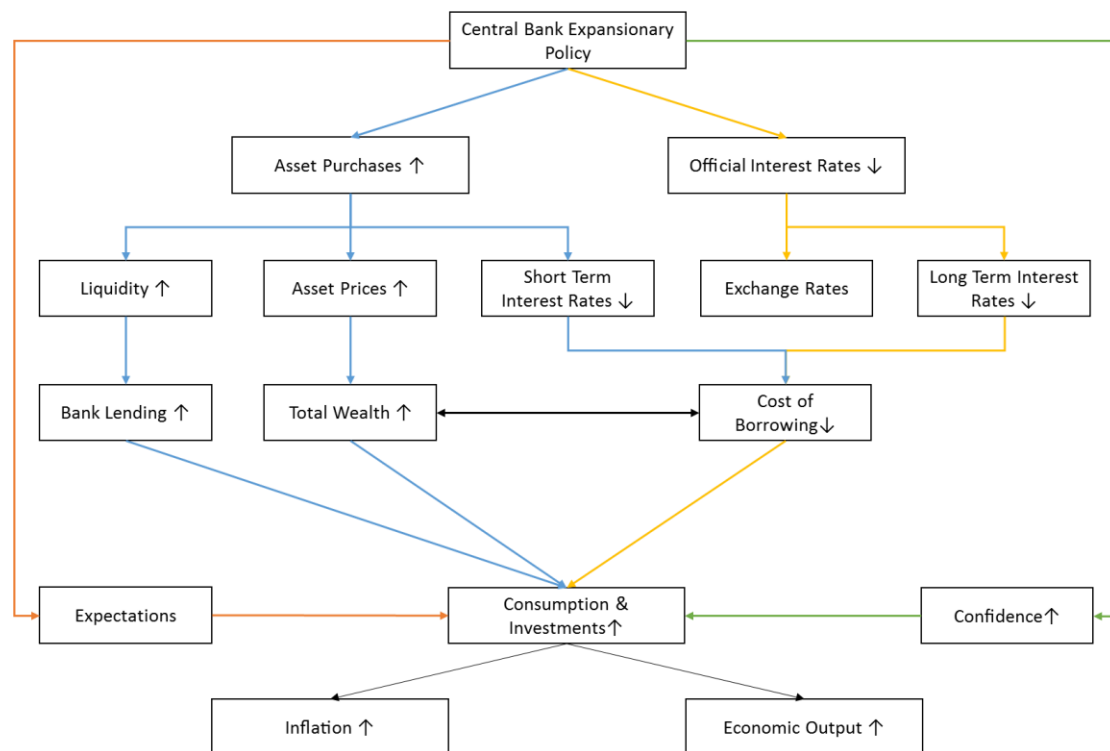 Central Bank Expansionary
Policy
Asset Purchases ↑
Official Interest Rates ↓
Liquidity ↑
Asset Prices ↑
Short Term
Interest Rates ↓
Exchange Rates
Long Term Interest
Rates ↓
Bank Lending ↑
Total Wealth ↑
Cost of
Borrowing↓
Expectations
Consumption &
Investments↑
Confidence↑
Inflation ↑
Economic Output ↑